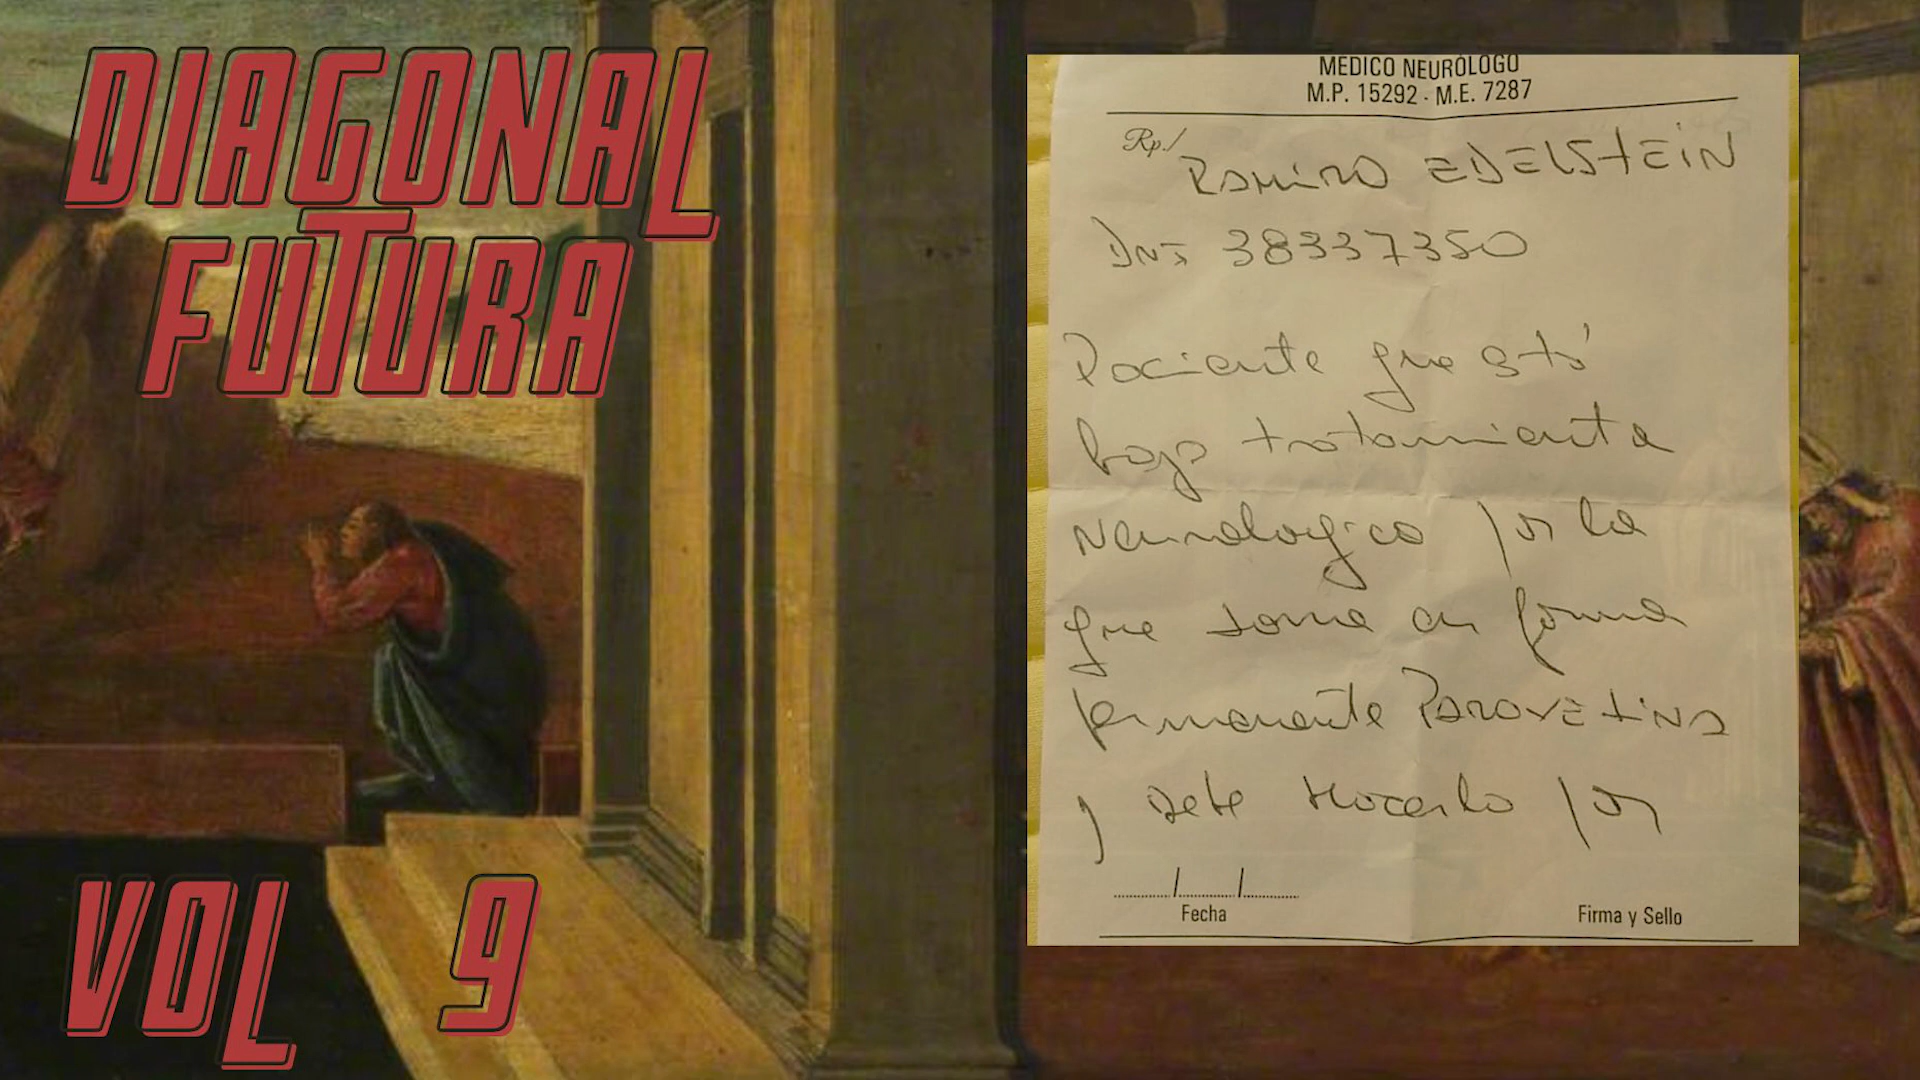 DIAGONAL
FUTURA
VOL 9
MEDICO NEURÓLOGO
M.P. 15292 - M.E. 7287
Rp./
RAMIRO EDELSTEIN
DNI 38337350
Paciente que está
bajo tratamiento
neurologico por lo
que toma en forma
permanente PAROXETINA
y debe hacerlo por
Fecha
Firma y Sello